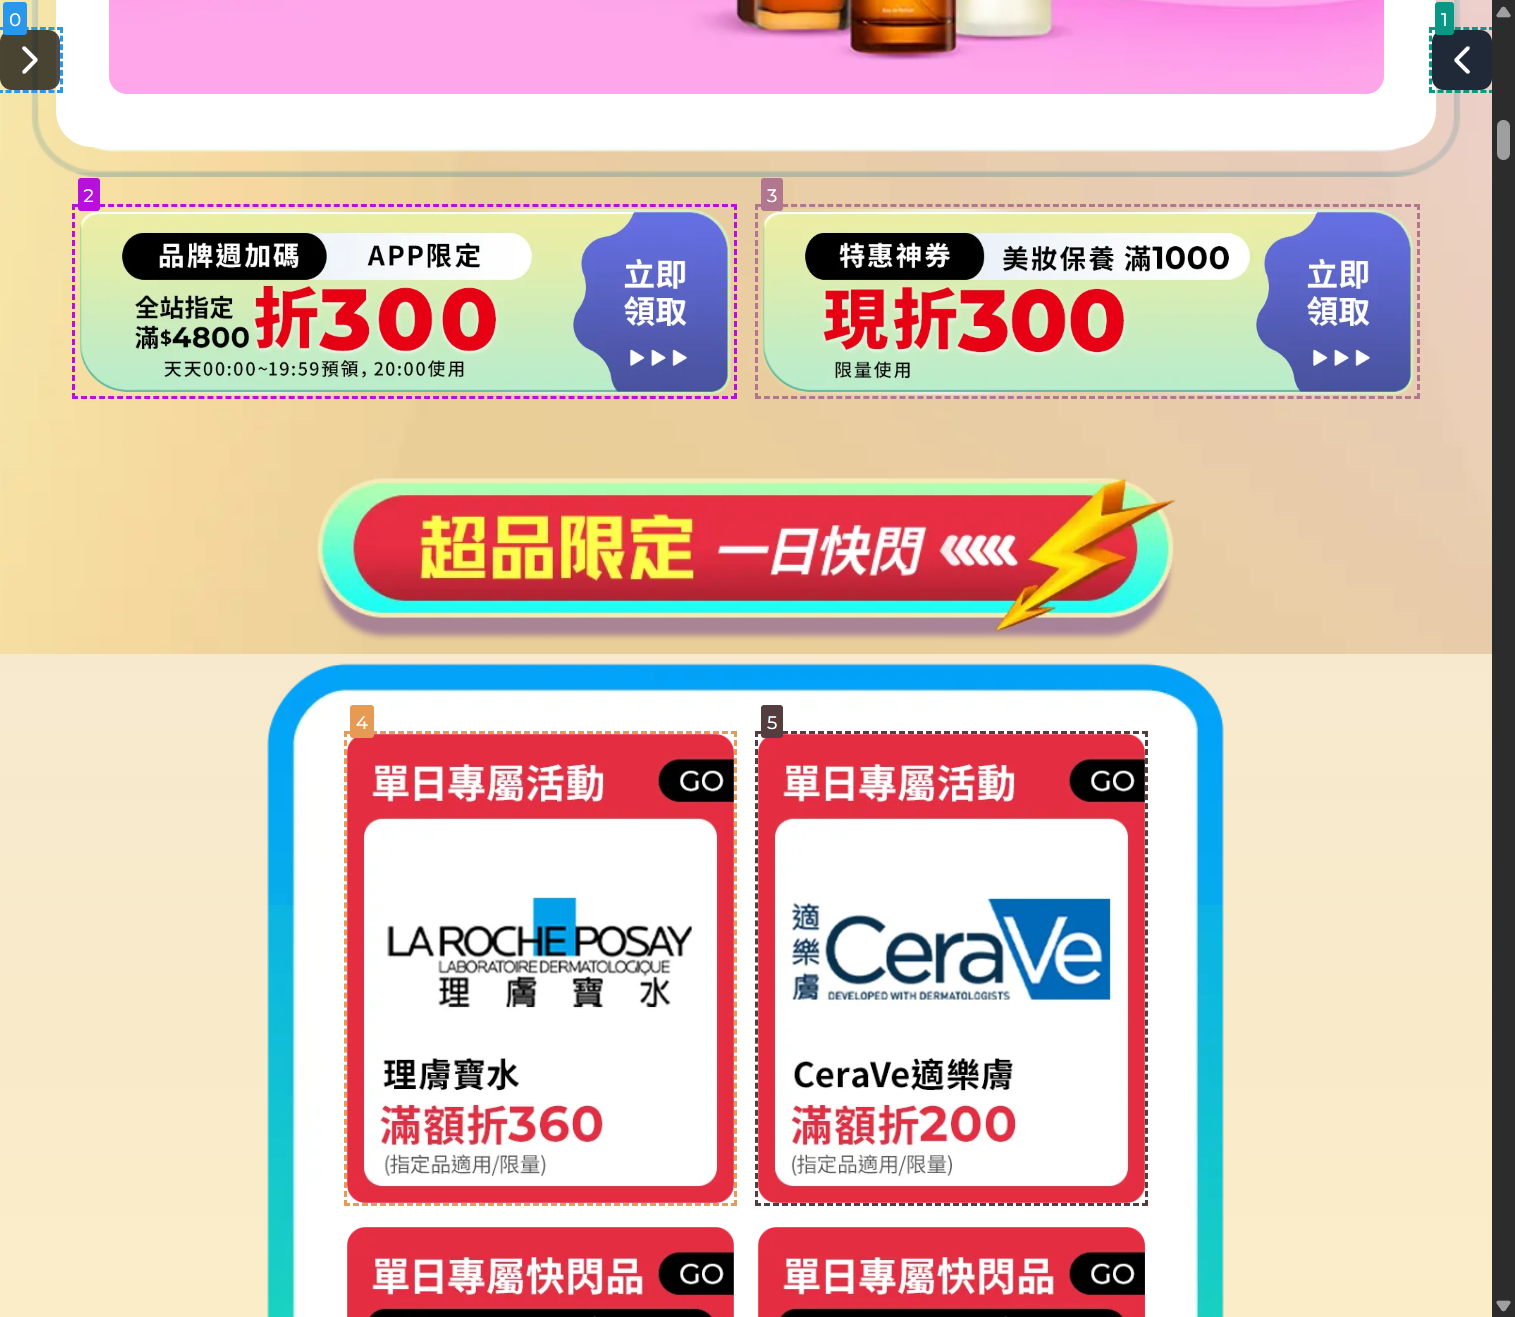 0
1
2
3
品牌週加碼 APP限定
全站指定
滿$4800折300
天天00:00~19:59預領，20:00使用
立即
領取
特惠神券 美妝保養 滿1000
現折300
限量使用
立即
領取
超品限定 一日快閃
4
5
單日專屬活動 GO
LA ROCHE POSAY
LABORATOIRE DERMATOLOGIQUE
理膚寶水
理膚寶水
滿額折360
(指定品適用/限量)
單日專屬活動 GO
適樂膚
CeraVe
DEVELOPED WITH DERMATOLOGISTS
CeraVe適樂膚
滿額折200
(指定品適用/限量)
單日專屬快閃品 GO
單日專屬快閃品 GO